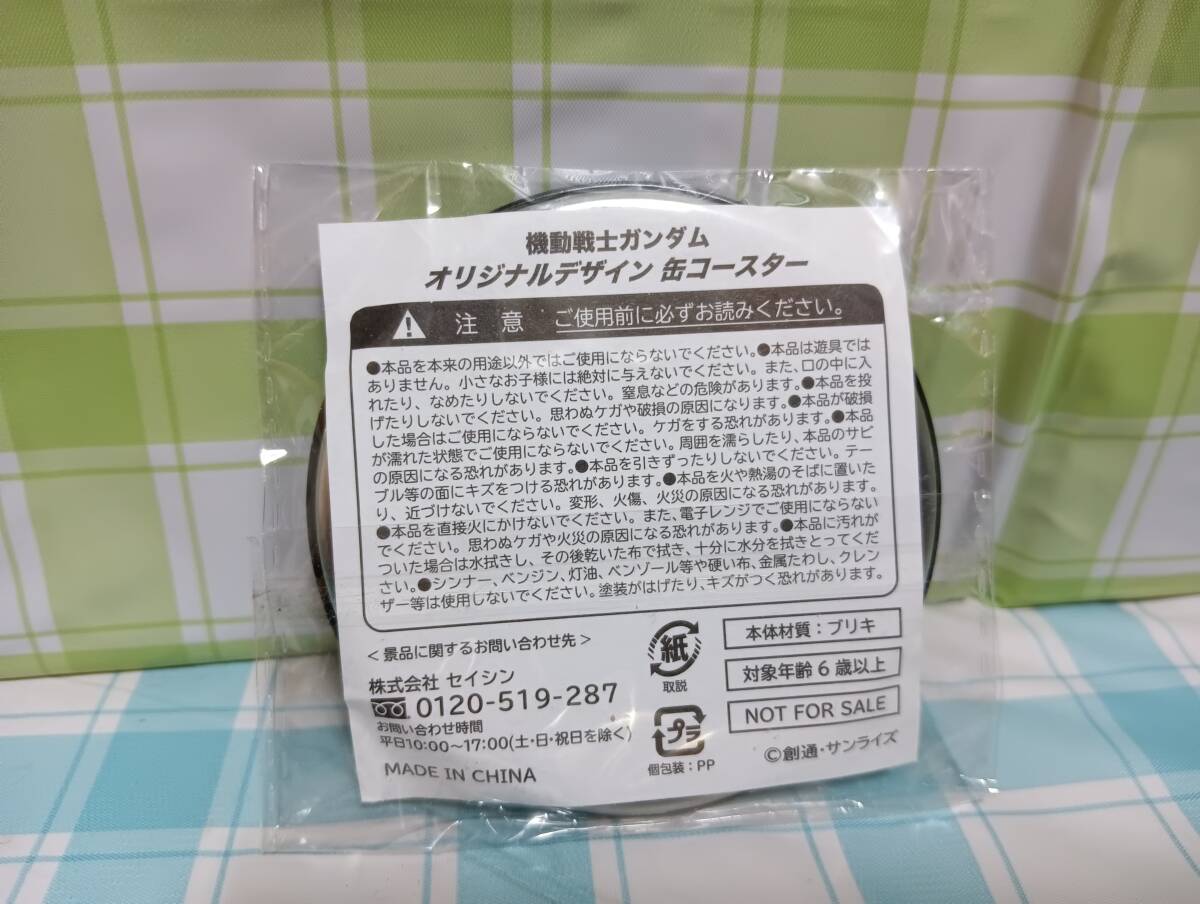 機動戦士ガンダム
オリジナルデザイン 缶コースター
注 意 ご使用前に必ずお読みください。
●本品を本来の用途以外ではご使用にならないでください。●本品は遊具では
ありません。小さなお子様には絶対に与えないでください。また、口の中に入
れたり、なめたりしないでください。窒息などの危険があります。●本品を投
げたりしないでください。思わぬケガや破損の原因になります。●本品が破損
した場合はご使用にならないでください。ケガをする恐れがあります。●本品
が濡れた状態でご使用にならないでください。周囲を濡らしたり、本品のサビ
の原因になる恐れがあります。●本品を引きずったりしないでください。テー
ブル等の面にキズをつける恐れがあります。●本品を火や熱湯のそばに置いた
り、近づけないでください。変形、火傷、火災の原因になる恐れがあります。
●本品を直接火にかけないでください。また、電子レンジでご使用にならない
でください。思わぬケガや火災の原因になる恐れがあります。●本品に汚れが
ついた場合は水拭きし、その後乾いた布で拭き、十分に水分を拭きとってくだ
さい。●シンナー、ベンジン、灯油、ベンゾール等や硬い布、金属たわし、クレン
ザー等は使用しないでください。塗装がはげたり、キズがつく恐れがあります。
＜景品に関するお問い合わせ先＞
株式会社 セイシン
0120-519-287
お問い合わせ時間
平日10:00～17:00(土・日・祝日を除く)
MADE IN CHINA
紙
取説
プラ
個包装：PP
本体材質：ブリキ
対象年齢 6 歳以上
NOT FOR SALE
©創通・サンライズ